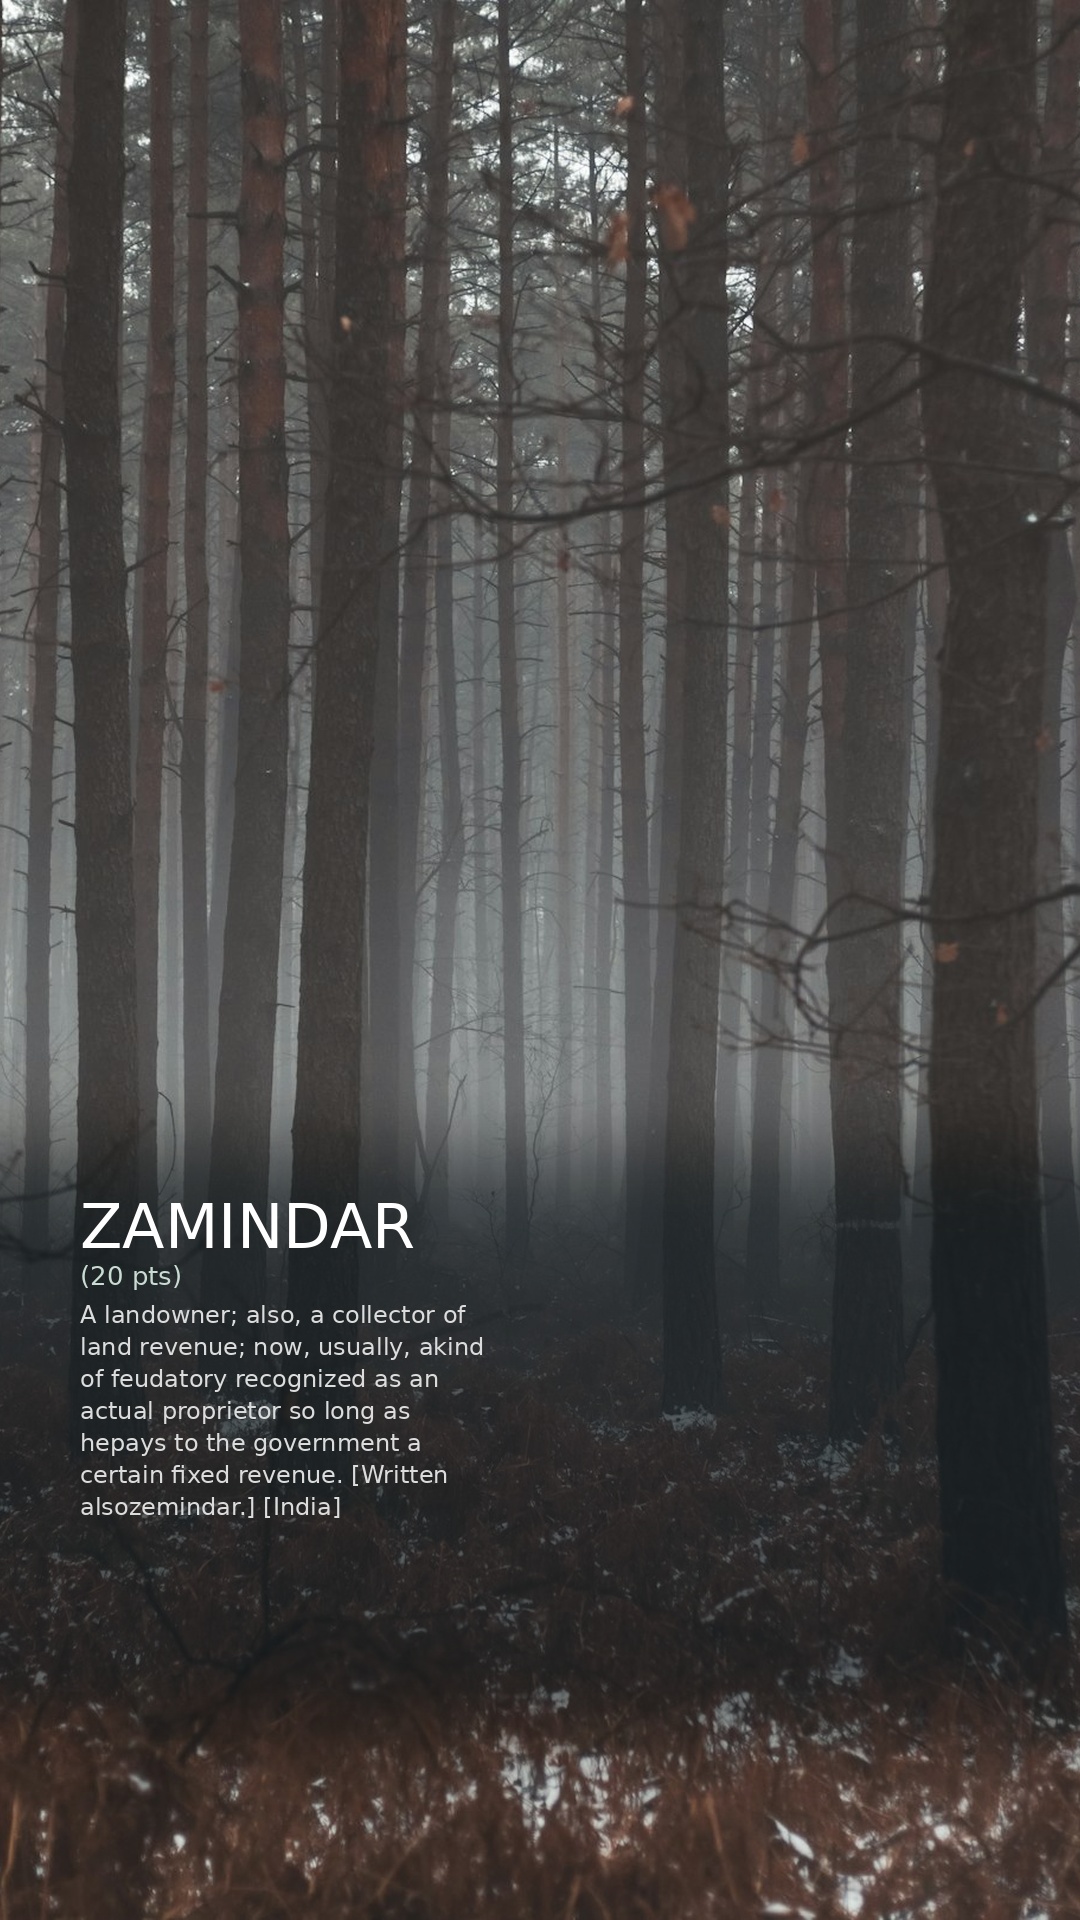 ZAMINDAR
(20 pts)
A landowner; also, a collector of
land revenue; now, usually, akind
of feudatory recognized as an
actual proprietor so long as
hepays to the government a
certain fixed revenue. [Written
alsozemindar.] [India]